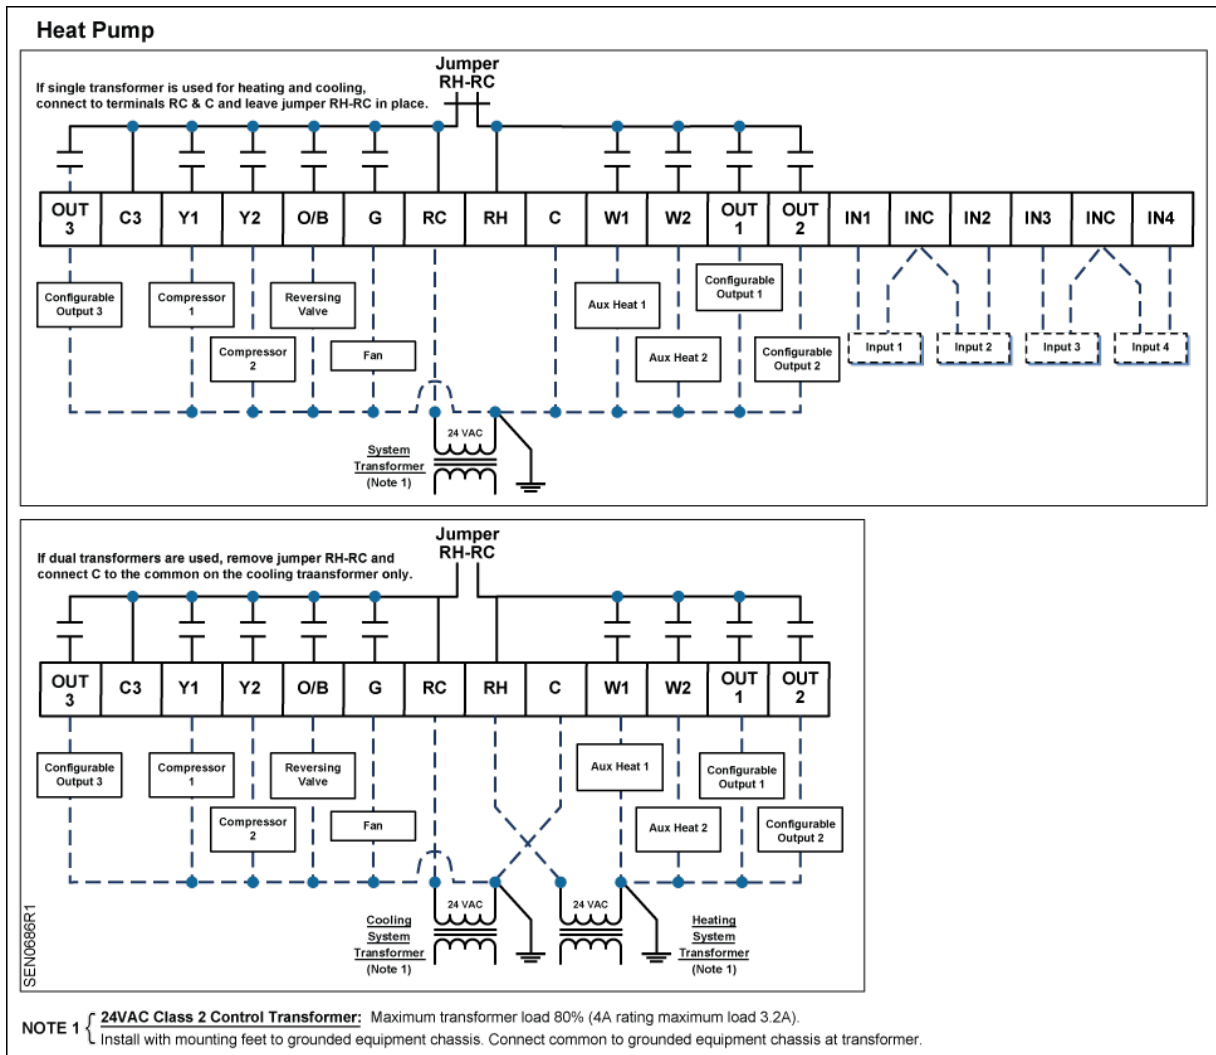 Heat Pump
If single transformer is used for heating and cooling,
connect to terminals RC & C and leave jumper RH-RC in place.
Jumper
RH-RC
OUT
3
C3
Y1
Y2
O/B
G
RC
RH
C
W1
W2
OUT
1
OUT
2
IN1
INC
IN2
IN3
INC
IN4
Configurable
Output 3
Compressor
1
Compressor
2
Reversing
Valve
Fan
Aux Heat 1
Aux Heat 2
Configurable
Output 1
Configurable
Output 2
Input 1
Input 2
Input 3
Input 4
24 VAC
System
Transformer
(Note 1)
If dual transformers are used, remove jumper RH-RC and
connect C to the common on the cooling traansformer only.
Jumper
RH-RC
OUT
3
C3
Y1
Y2
O/B
G
RC
RH
C
W1
W2
OUT
1
OUT
2
Configurable
Output 3
Compressor
1
Compressor
2
Reversing
Valve
Fan
Aux Heat 1
Aux Heat 2
Configurable
Output 1
Configurable
Output 2
24 VAC
24 VAC
Cooling
System
Transformer
(Note 1)
Heating
System
Transformer
(Note 1)
SEN0686R1
NOTE 1 { 24VAC Class 2 Control Transformer: Maximum transformer load 80% (4A rating maximum load 3.2A).
Install with mounting feet to grounded equipment chassis. Connect common to grounded equipment chassis at transformer.